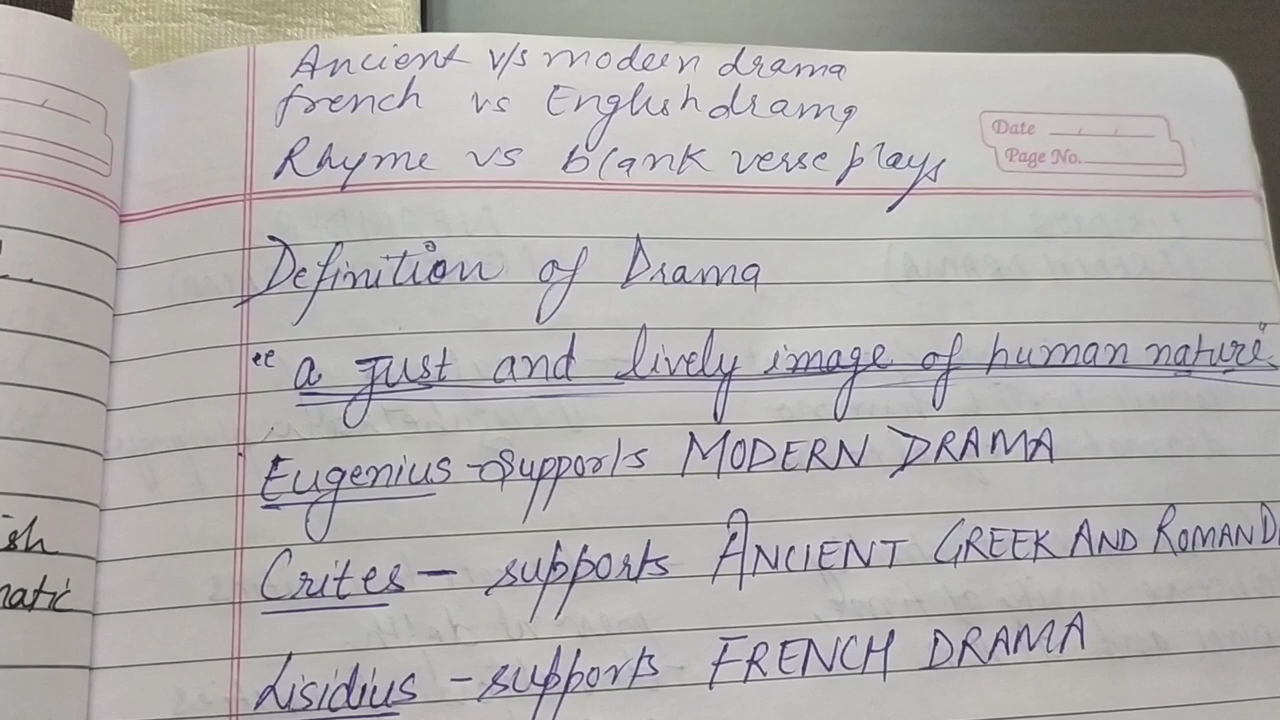 Ancient v/s modern drama
french vs English drama
Rhyme vs blank verse plays
Date
Page No.
Definition of Drama
"a just and lively image of human nature"
Eugenius - supports MODERN DRAMA
Crites - supports ANCIENT GREEK AND ROMAN D
Lisidius - supports FRENCH DRAMA
ish
matic